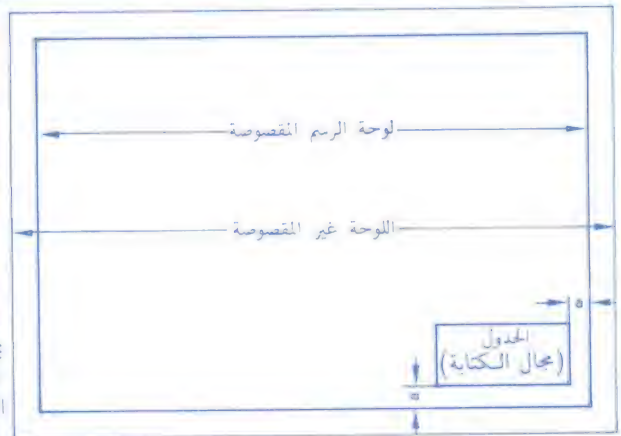 لوحة الرسم المقصوصة
اللوحة غير المقصوصة
a
الجدول
(مجال الكتابة)
a